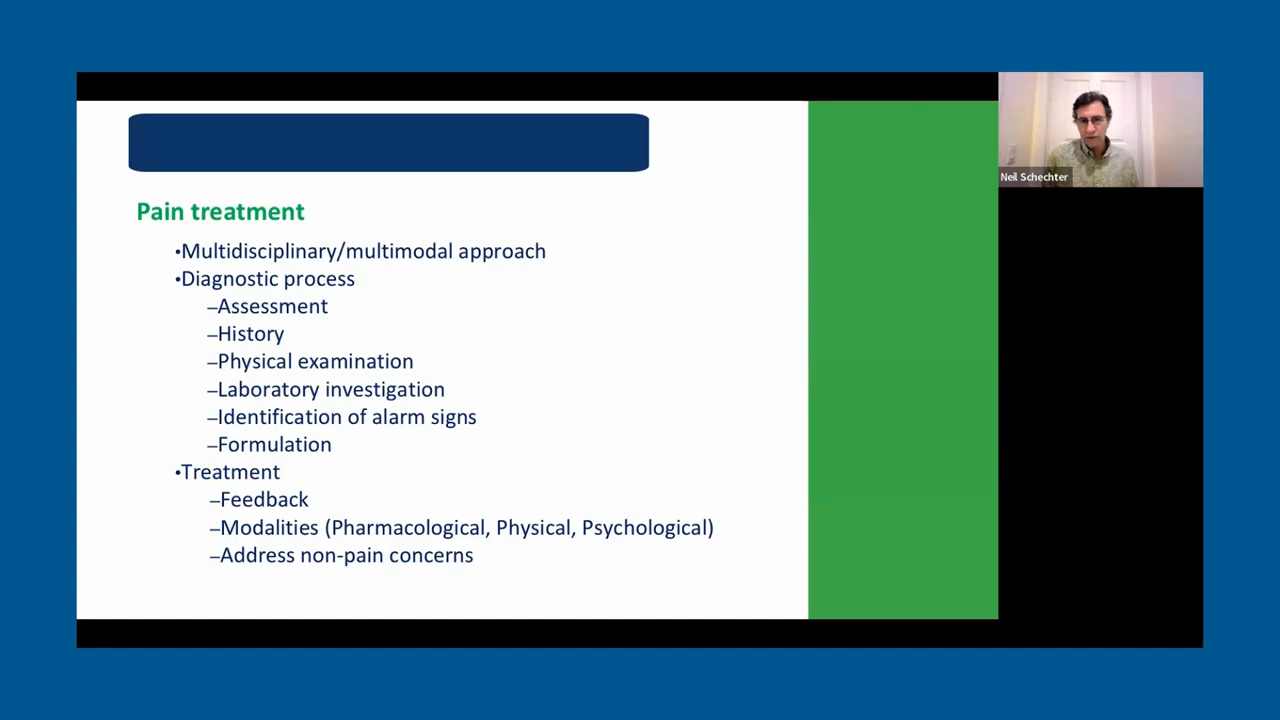 Pain treatment
•Multidisciplinary/multimodal approach
•Diagnostic process
–Assessment
–History
–Physical examination
–Laboratory investigation
–Identification of alarm signs
–Formulation
•Treatment
–Feedback
–Modalities (Pharmacological, Physical, Psychological)
–Address non-pain concerns
Neil Schechter